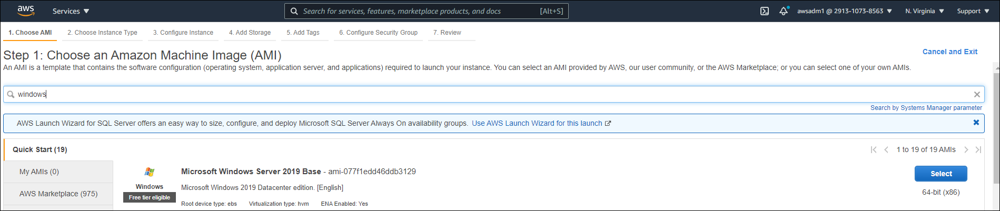 aws Services Search for services, features, marketplace products, and docs [Alt+S] awsadm1 @ 2913-1073-8563 N. Virginia Support
1. Choose AMI 2. Choose Instance Type 3. Configure Instance 4. Add Storage 5. Add Tags 6. Configure Security Group 7. Review
Step 1: Choose an Amazon Machine Image (AMI) Cancel and Exit
An AMI is a template that contains the software configuration (operating system, application server, and applications) required to launch your instance. You can select an AMI provided by AWS, our user community, or the AWS Marketplace; or you can select one of your own AMIs.
windows
Search by Systems Manager parameter
AWS Launch Wizard for SQL Server offers an easy way to size, configure, and deploy Microsoft SQL Server Always On availability groups. Use AWS Launch Wizard for this launch
Quick Start (19) 1 to 19 of 19 AMIs
My AMIs (0) Microsoft Windows Server 2019 Base - ami-077f1edd46ddb3129 Select
Windows Microsoft Windows 2019 Datacenter edition. [English]
AWS Marketplace (975) Free tier eligible 64-bit (x86)
Root device type: ebs Virtualization type: hvm ENA Enabled: Yes